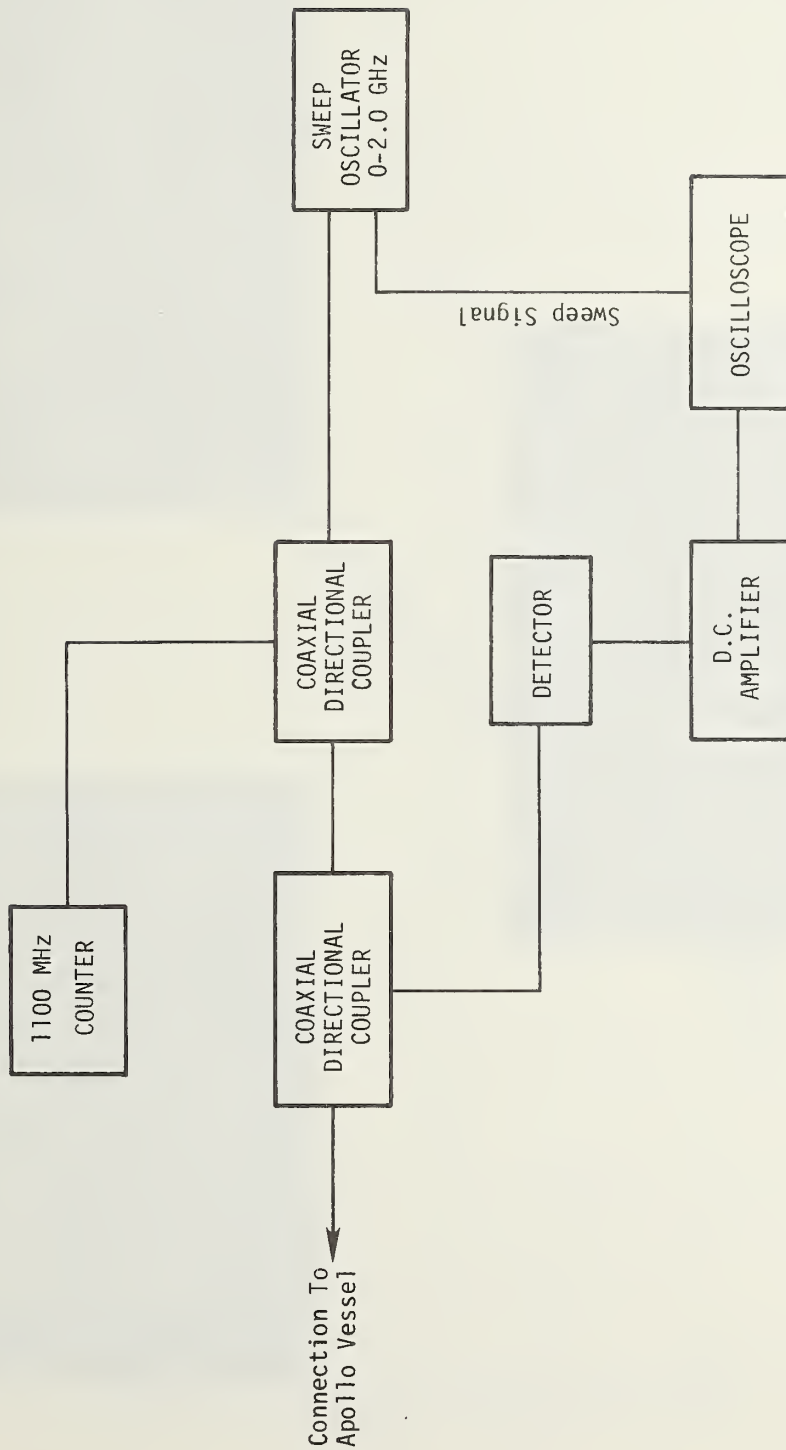 1100 MHz
COUNTER
SWEEP
OSCILLATOR
0-2.0 GHz
COAXIAL
DIRECTIONAL
COUPLER
COAXIAL
DIRECTIONAL
COUPLER
Connection To
Apollo Vessel
Sweep Signal
DETECTOR
D.C.
AMPLIFIER
OSCILLOSCOPE